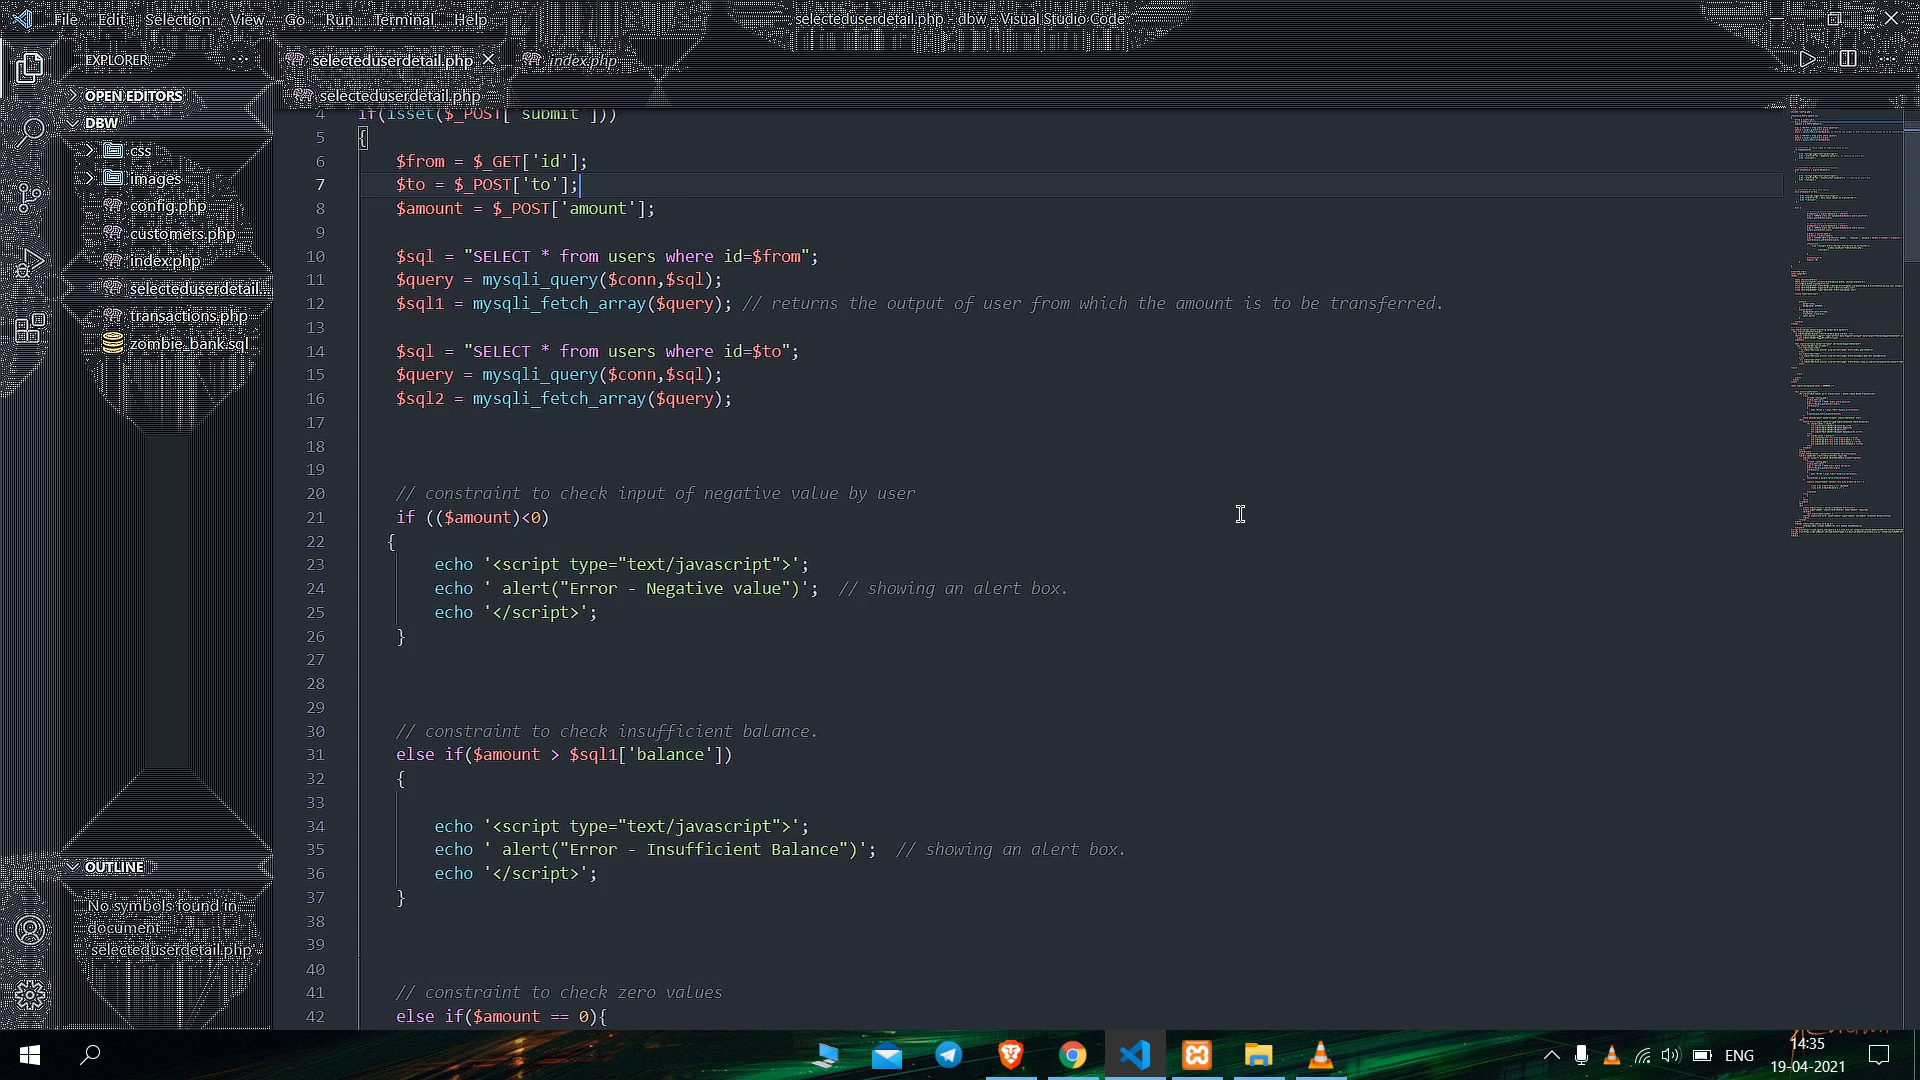 File Edit Selection View Go Run Terminal Help selecteduserdetail.php - dbw - Visual Studio Code
EXPLORER
selecteduserdetail.php
index.php
OPEN EDITORS
selecteduserdetail.php
DBW
css
images
config.php
customers.php
index.php
selecteduserdetail...
transactions.php
zombie_bank.sql
OUTLINE
No symbols found in
document
'selecteduserdetail.php'
4 if(isset($_POST['submit']))
5 {
6 $from = $_GET['id'];
7 $to = $_POST['to'];
8 $amount = $_POST['amount'];
9
10 $sql = "SELECT * from users where id=$from";
11 $query = mysqli_query($conn,$sql);
12 $sql1 = mysqli_fetch_array($query); // returns the output of user from which the amount is to be transferred.
13
14 $sql = "SELECT * from users where id=$to";
15 $query = mysqli_query($conn,$sql);
16 $sql2 = mysqli_fetch_array($query);
17
18
19
20 // constraint to check input of negative value by user
21 if (($amount)<0)
22 {
23 echo '<script type="text/javascript">';
24 echo ' alert("Error - Negative value")'; // showing an alert box.
25 echo '</script>';
26 }
27
28
29
30 // constraint to check insufficient balance.
31 else if($amount > $sql1['balance'])
32 {
33
34 echo '<script type="text/javascript">';
35 echo ' alert("Error - Insufficient Balance")'; // showing an alert box.
36 echo '</script>';
37 }
38
39
40
41 // constraint to check zero values
42 else if($amount == 0){
ENG
14:35
19-04-2021